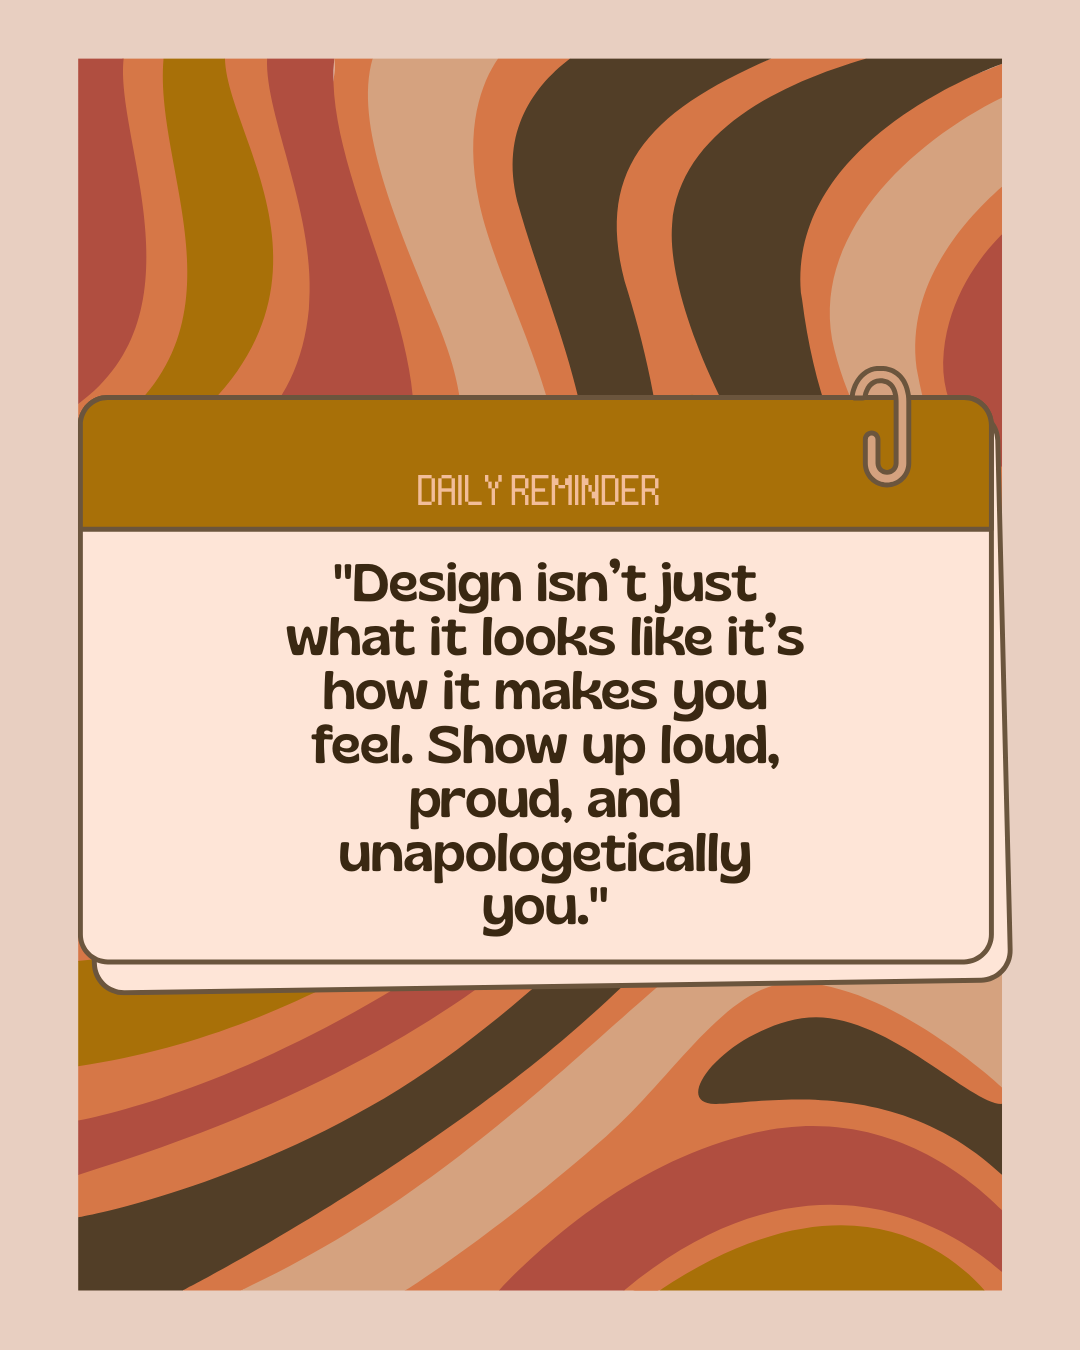 DAILY REMINDER
"Design isn’t just
what it looks like it’s
how it makes you
feel. Show up loud,
proud, and
unapologetically
you."